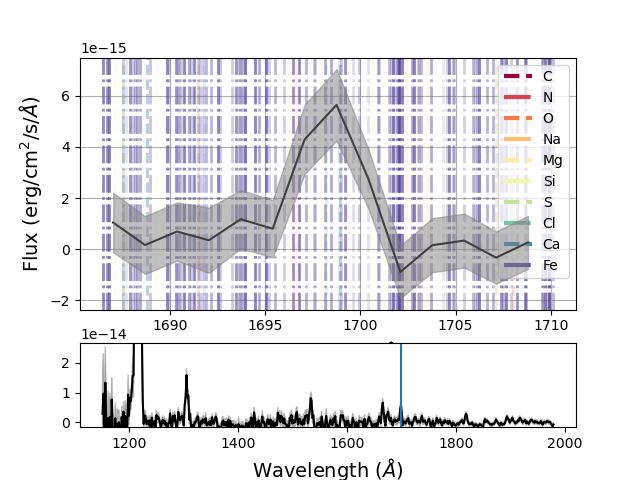 1e−15
Flux (erg/cm²/s/Å)
6
4
2
0
−2
C
N
O
Na
Mg
Si
S
Cl
Ca
Fe
1690
1695
1700
1705
1710
1e−14
2
1
0
1200
1400
1600
1800
2000
Wavelength (Å)